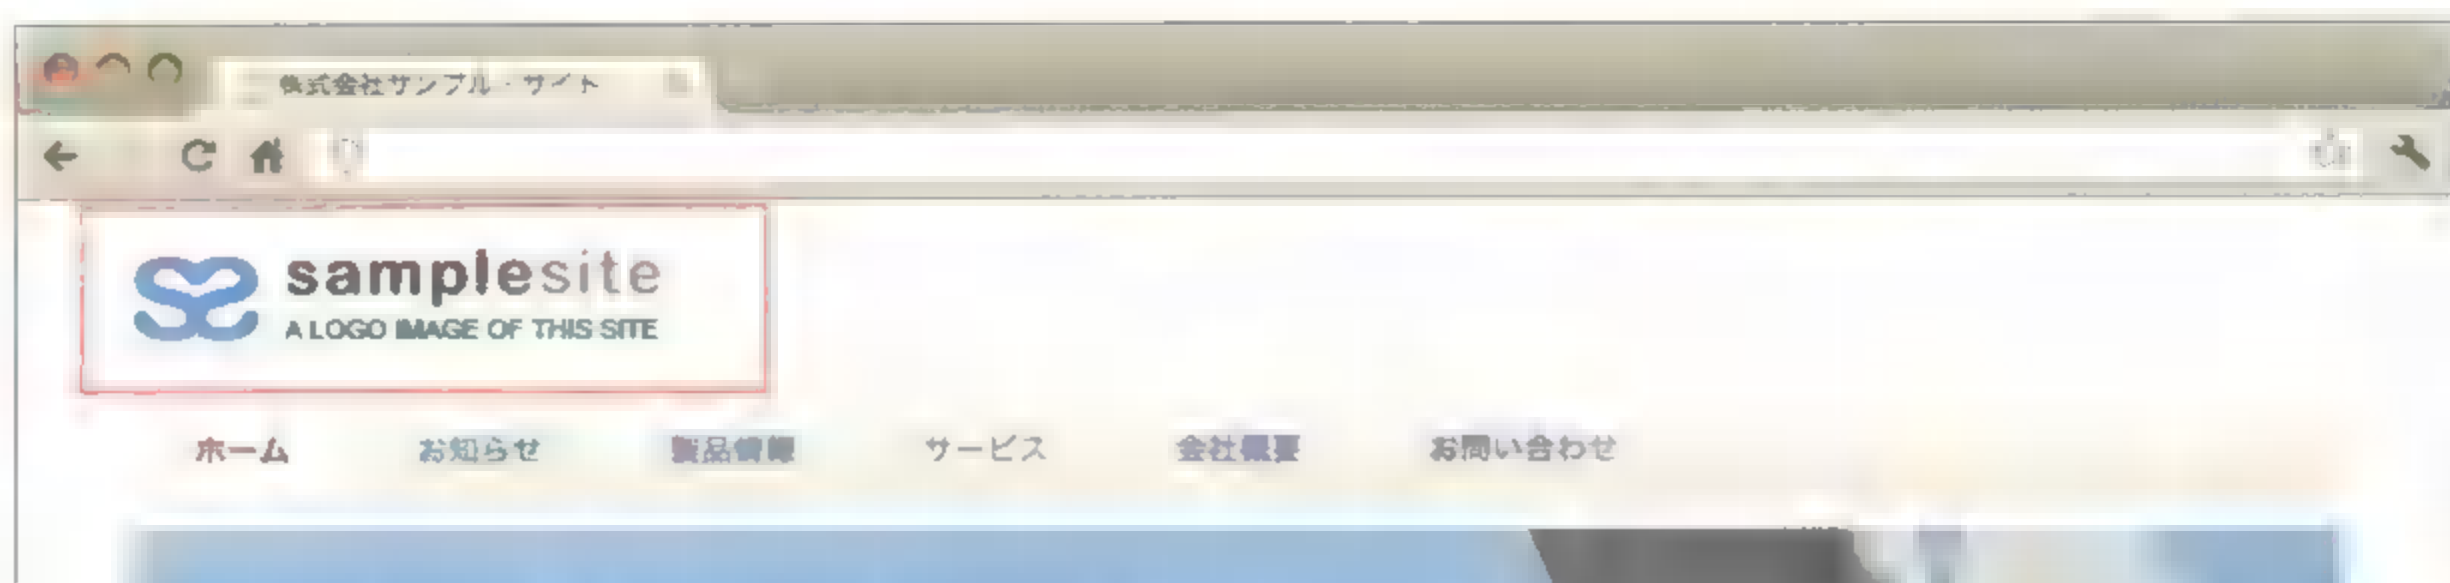 株式会社サンプル・サイト
samplesite
A LOGO IMAGE OF THIS SITE
ホーム お知らせ 製品情報 サービス 会社概要 お問い合わせ